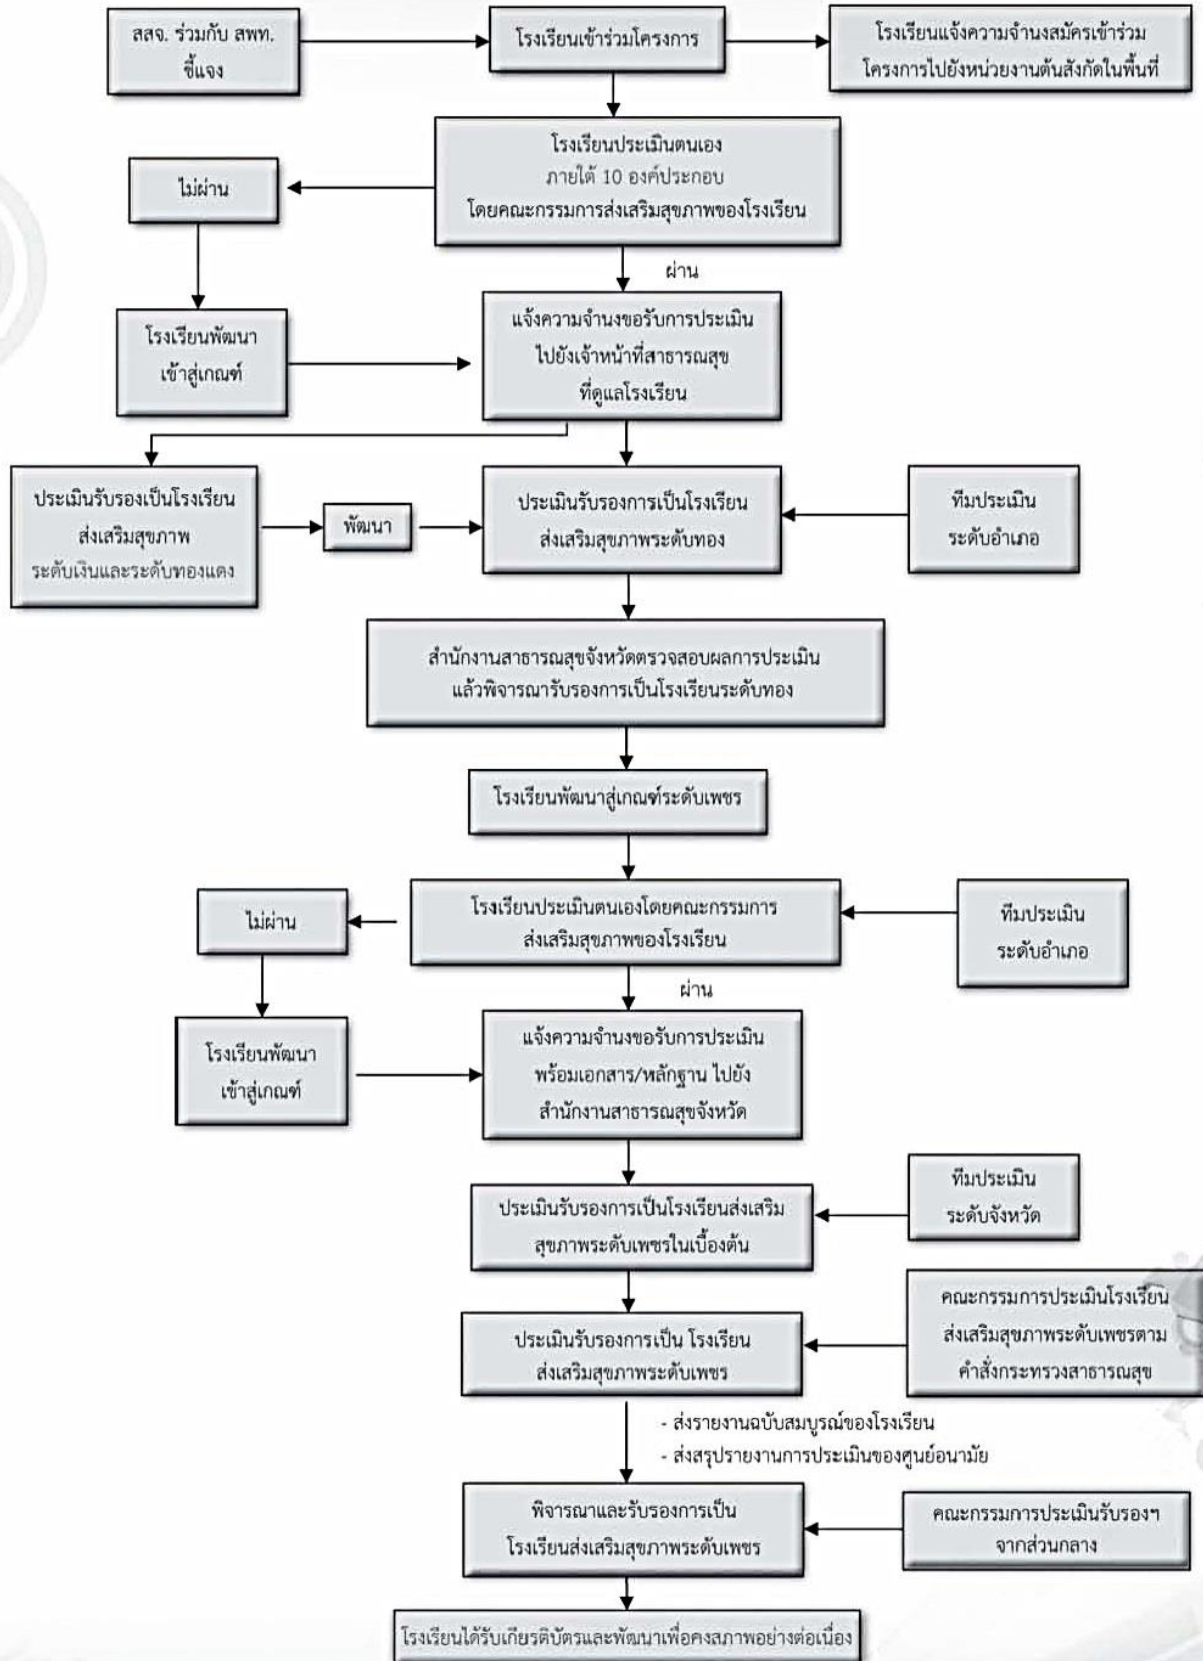 สสจ. ร่วมกับ สพท.
ชี้แจง
โรงเรียนเข้าร่วมโครงการ
โรงเรียนแจ้งความจำนงสมัครเข้าร่วม
โครงการไปยังหน่วยงานต้นสังกัดในพื้นที่
โรงเรียนประเมินตนเอง
ภายใต้ 10 องค์ประกอบ
โดยคณะกรรมการส่งเสริมสุขภาพของโรงเรียน
ไม่ผ่าน
ผ่าน
โรงเรียนพัฒนา
เข้าสู่เกณฑ์
แจ้งความจำนงขอรับการประเมิน
ไปยังเจ้าหน้าที่สาธารณสุข
ที่ดูแลโรงเรียน
ประเมินรับรองเป็นโรงเรียน
ส่งเสริมสุขภาพ
ระดับเงินและระดับทองแดง
พัฒนา
ประเมินรับรองการเป็นโรงเรียน
ส่งเสริมสุขภาพระดับทอง
ทีมประเมิน
ระดับอำเภอ
สำนักงานสาธารณสุขจังหวัดตรวจสอบผลการประเมิน
แล้วพิจารณารับรองการเป็นโรงเรียนระดับทอง
โรงเรียนพัฒนาสู่เกณฑ์ระดับเพชร
ไม่ผ่าน
โรงเรียนประเมินตนเองโดยคณะกรรมการ
ส่งเสริมสุขภาพของโรงเรียน
ทีมประเมิน
ระดับอำเภอ
ผ่าน
โรงเรียนพัฒนา
เข้าสู่เกณฑ์
แจ้งความจำนงขอรับการประเมิน
พร้อมเอกสาร/หลักฐาน ไปยัง
สำนักงานสาธารณสุขจังหวัด
ประเมินรับรองการเป็นโรงเรียนส่งเสริม
สุขภาพระดับเพชรในเบื้องต้น
ทีมประเมิน
ระดับจังหวัด
ประเมินรับรองการเป็น โรงเรียน
ส่งเสริมสุขภาพระดับเพชร
คณะกรรมการประเมินโรงเรียน
ส่งเสริมสุขภาพระดับเพชรตาม
คำสั่งกระทรวงสาธารณสุข
- ส่งรายงานฉบับสมบูรณ์ของโรงเรียน
- ส่งสรุปรายงานการประเมินของศูนย์อนามัย
พิจารณาและรับรองการเป็น
โรงเรียนส่งเสริมสุขภาพระดับเพชร
คณะกรรมการประเมินรับรองฯ
จากส่วนกลาง
โรงเรียนได้รับเกียรติบัตรและพัฒนาเพื่อคงสภาพอย่างต่อเนื่อง